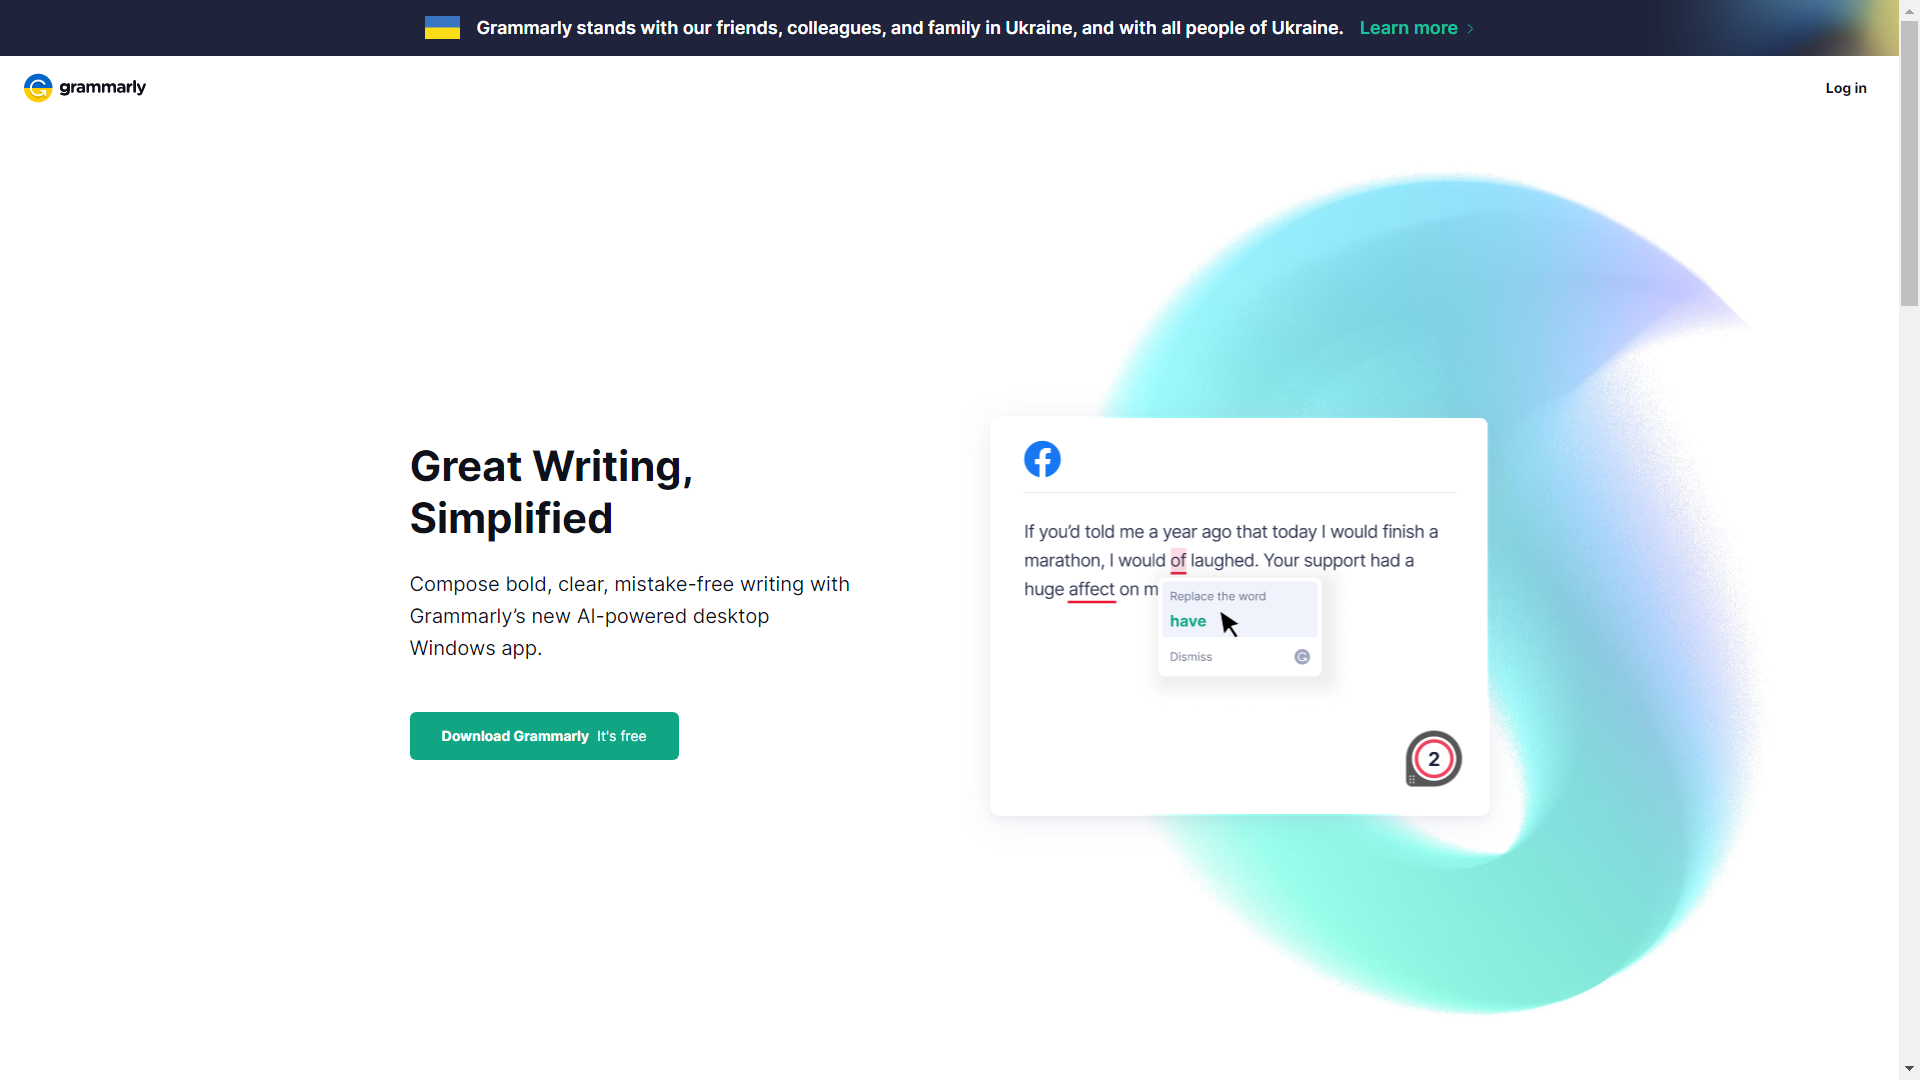 Grammarly stands with our friends, colleagues, and family in Ukraine, and with all people of Ukraine. Learn more
grammarly
Log in
Great Writing,
Simplified
Compose bold, clear, mistake-free writing with
Grammarly’s new AI-powered desktop
Windows app.
Download Grammarly It's free
If you’d told me a year ago that today I would finish a
marathon, I would of laughed. Your support had a
huge affect on m
Replace the word
have
Dismiss
2